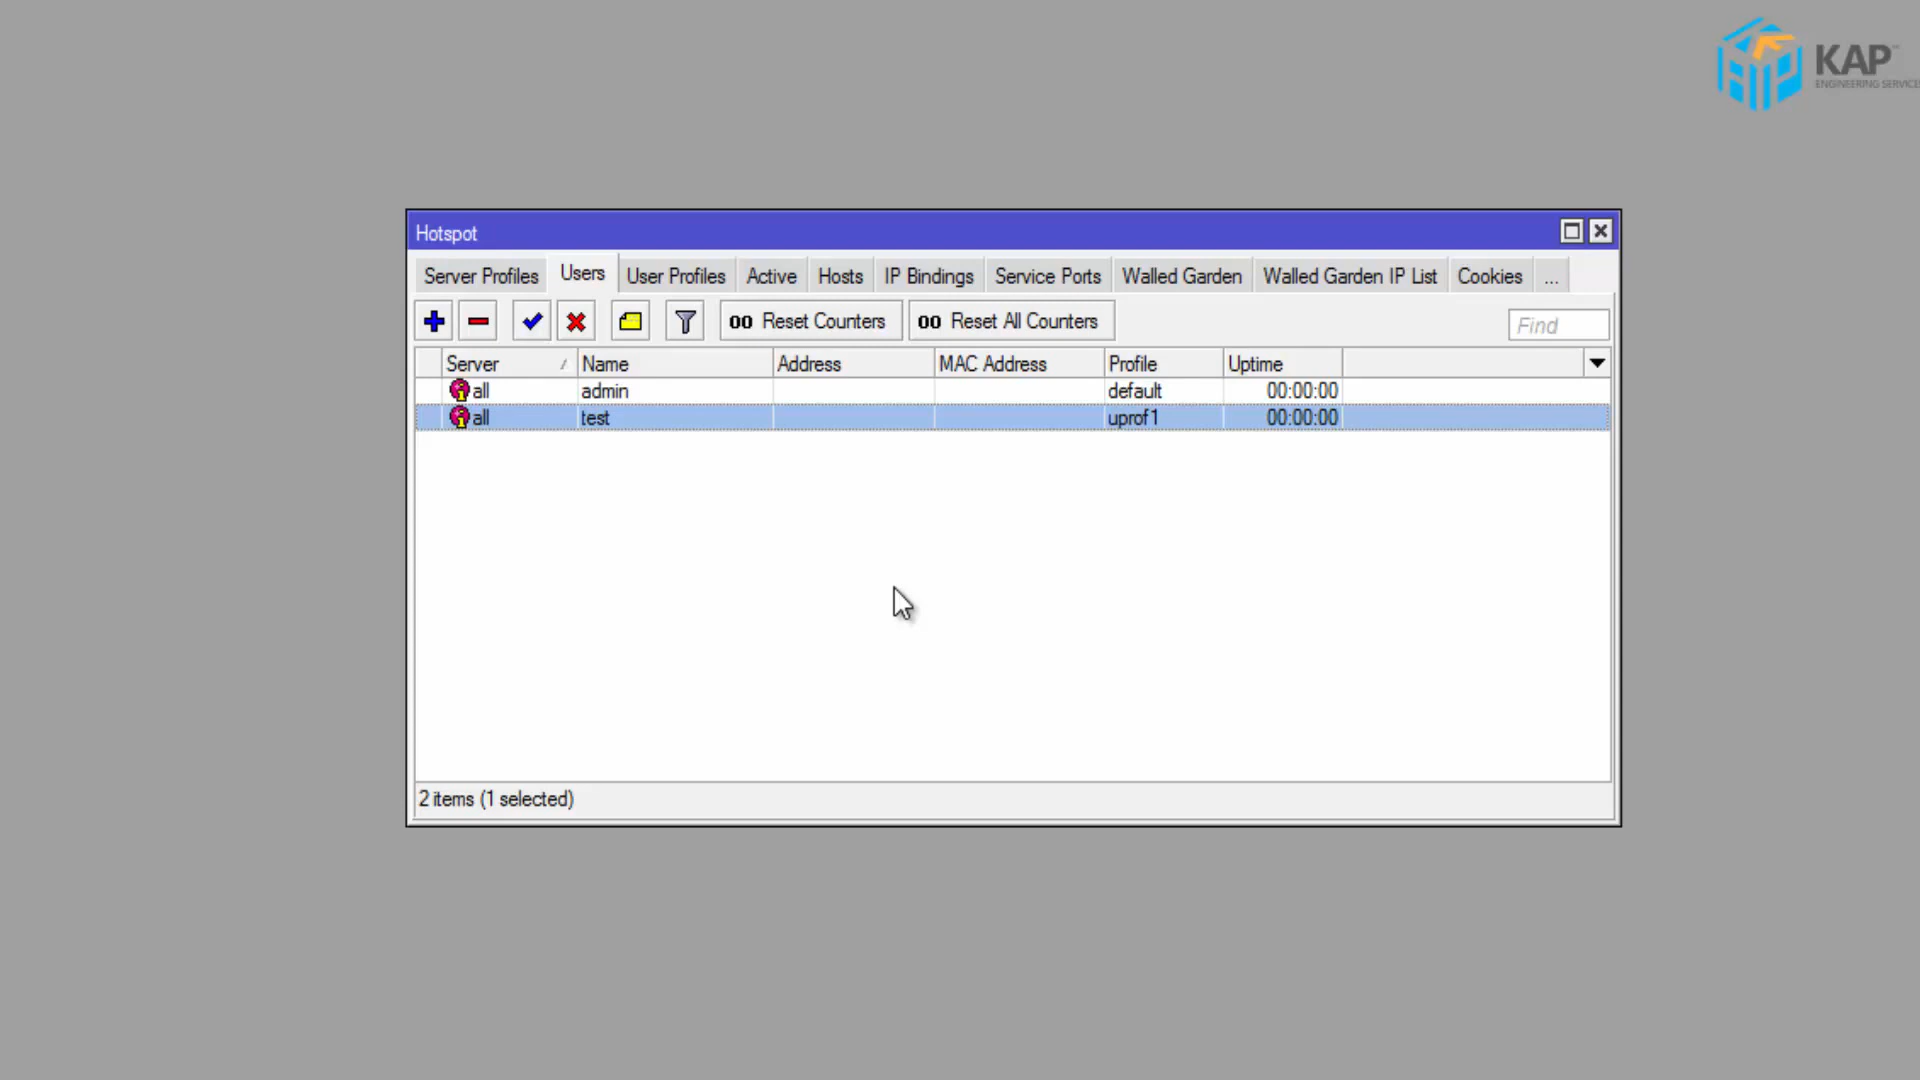 KAP™
ENGINEERING SERVICES
Hotspot
Server Profiles Users User Profiles Active Hosts IP Bindings Service Ports Walled Garden Walled Garden IP List Cookies ...
00 Reset Counters 00 Reset All Counters Find
Server Name Address MAC Address Profile Uptime
all admin default 00:00:00
all test uprof1 00:00:00
2 items (1 selected)